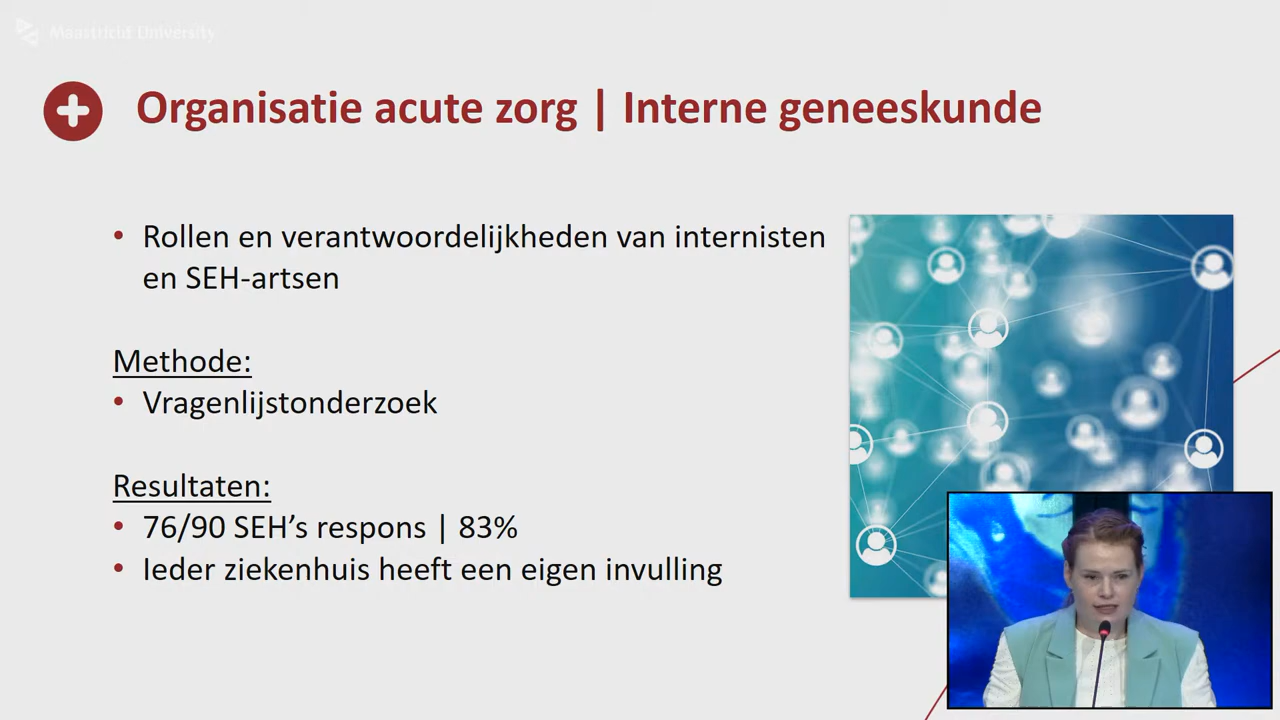 Maastricht University
Organisatie acute zorg | Interne geneeskunde
• Rollen en verantwoordelijkheden van internisten
en SEH-artsen
Methode:
• Vragenlijstonderzoek
Resultaten:
• 76/90 SEH’s respons | 83%
• Ieder ziekenhuis heeft een eigen invulling